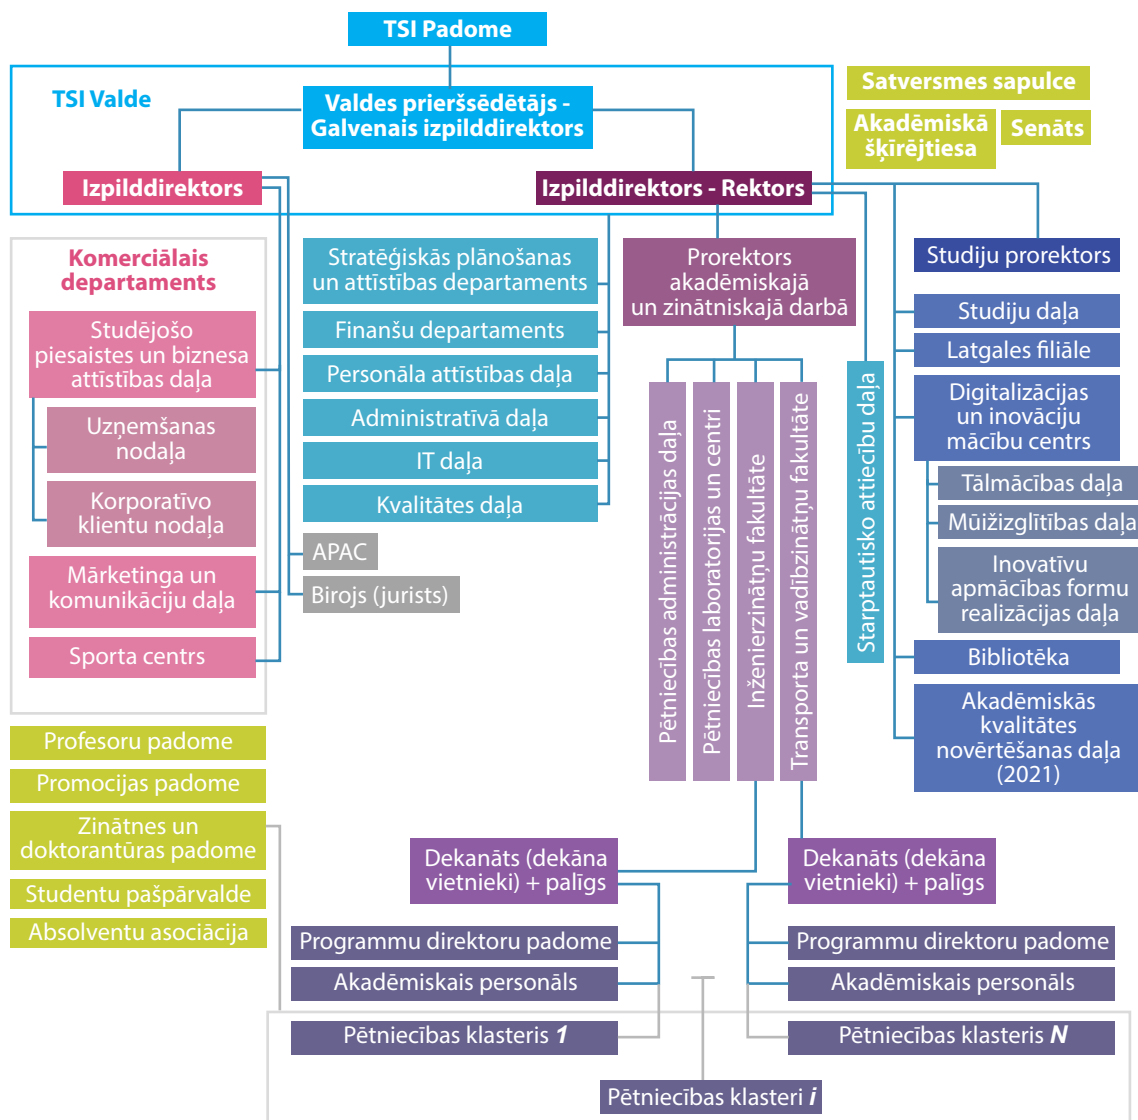 TSI Padome
TSI Valde
Valdes prieršsēdētājs -
Galvenais izpilddirektors
Satversmes sapulce
Akadēmiskā
šķīrējtiesa
Senāts
Izpilddirektors
Izpilddirektors - Rektors
Komerciālais
departaments
Studējošo
piesaistes un biznesa
attīstības daļa
Uzņemšanas
nodaļa
Korporatīvo
klientu nodaļa
Mārketinga un
komunikāciju daļa
Sporta centrs
Stratēģiskās plānošanas
un attīstības departaments
Finanšu departaments
Personāla attīstības daļa
Administratīvā daļa
IT daļa
Kvalitātes daļa
APAC
Birojs (jurists)
Prorektors
akadēmiskajā
un zinātniskajā darbā
Pētniecības administrācijas daļa
Pētniecības laboratorijas un centri
Inženierzinātņu fakultāte
Transporta un vadībzinātņu fakultāte
Starptautisko attiecību daļa
Studiju prorektors
Studiju daļa
Latgales filiāle
Digitalizācijas
un inovāciju
mācību centrs
Tālmācības daļa
Mūižizglītības daļa
Inovatīvu
apmācības formu
realizācijas daļa
Bibliotēka
Akadēmiskās
kvalitātes
novērtēšanas daļa
(2021)
Profesoru padome
Promocijas padome
Zinātnes un
doktorantūras padome
Studentu pašpārvalde
Absolventu asociācija
Dekanāts (dekāna
vietnieki) + palīgs
Programmu direktoru padome
Akadēmiskais personāls
Pētniecības klasteris 1
Dekanāts (dekāna
vietnieki) + palīgs
Programmu direktoru padome
Akadēmiskais personāls
Pētniecības klasteris N
Pētniecības klasteri i